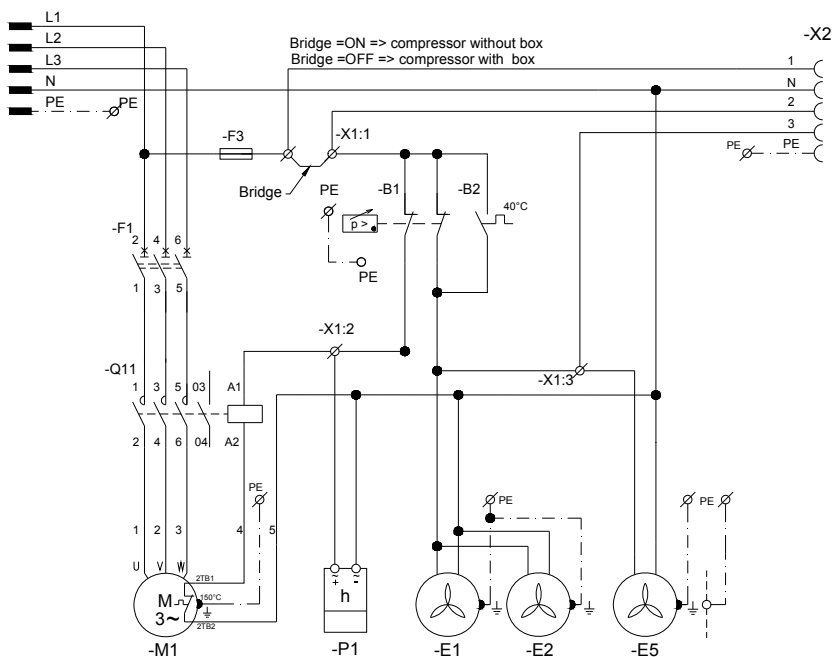 L1
L2
L3
N
PE
PE
-X2
Bridge =ON => compressor without box
Bridge =OFF => compressor with box
1
N
2
3
PE
PE
-F3
-X1:1
Bridge
PE
-B1
-B2
40°C
p >
PE
-F1
2 4 6
1 3 5
-X1:2
-X1:3
-Q11
1 3 5 03 A1
2 4 6 04 A2
PE
PE
PE
1 2 3 4 5
U V W
2TB1
M
3~
150°C
2TB2
~ ~
+ -
h
-M1
-P1
-E1
-E2
-E5